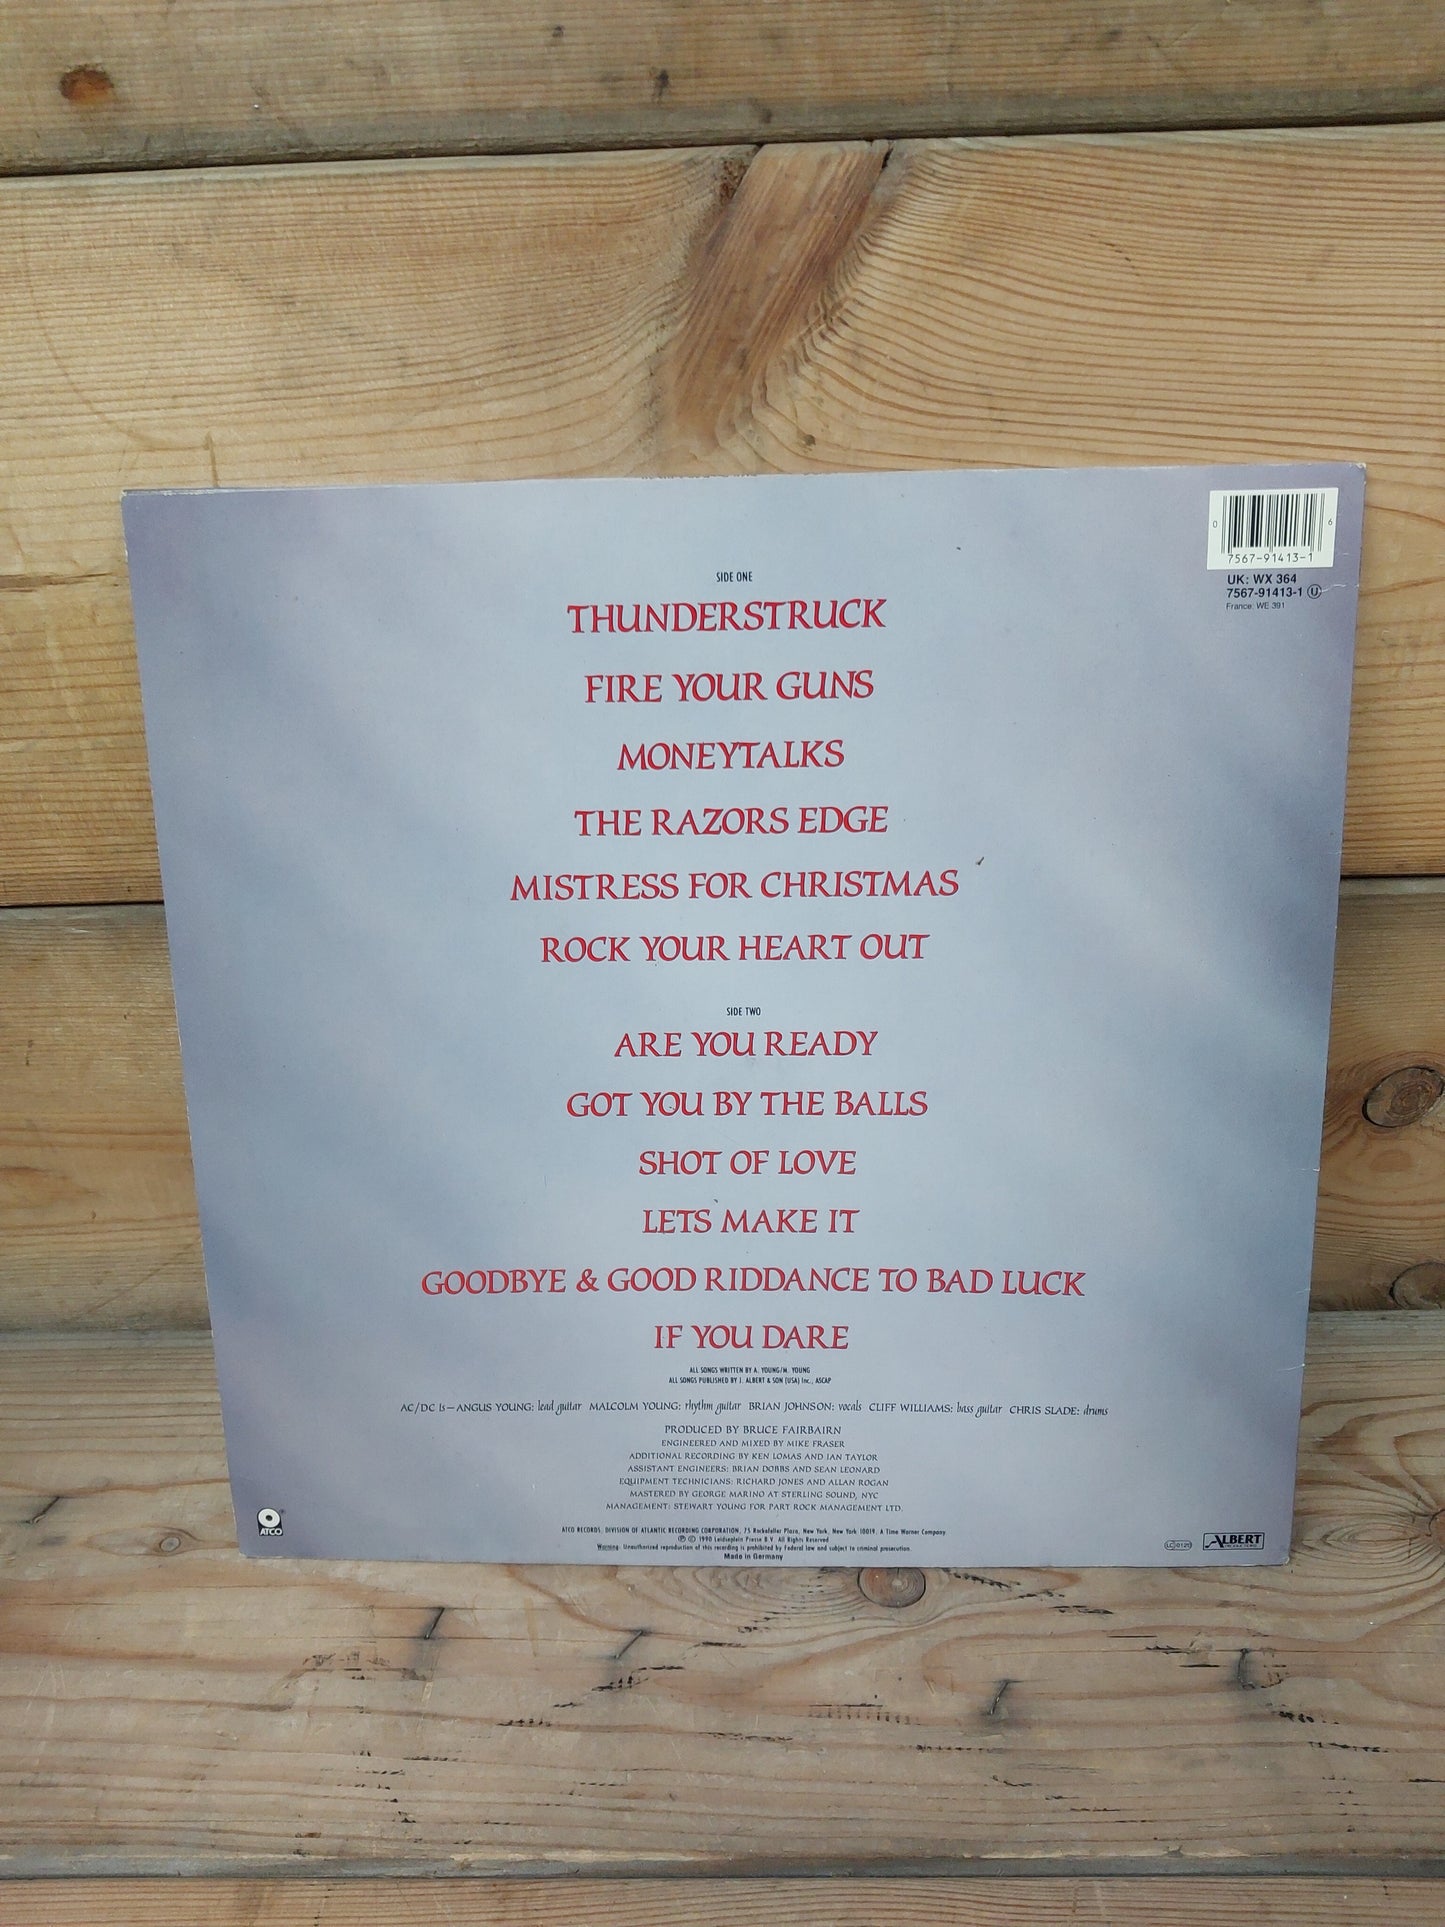 0 6
7567-91413-1
UK: WX 364
7567-91413-1 U
France: WE 391
SIDE ONE
THUNDERSTRUCK
FIRE YOUR GUNS
MONEYTALKS
THE RAZORS EDGE
MISTRESS FOR CHRISTMAS
ROCK YOUR HEART OUT
SIDE TWO
ARE YOU READY
GOT YOU BY THE BALLS
SHOT OF LOVE
LETS MAKE IT
GOODBYE & GOOD RIDDANCE TO BAD LUCK
IF YOU DARE
ALL SONGS WRITTEN BY A. YOUNG/M. YOUNG
ALL SONGS PUBLISHED BY J. ALBERT & SON (USA) Inc., ASCAP
AC/DC is—ANGUS YOUNG: lead guitar MALCOLM YOUNG: rhythm guitar BRIAN JOHNSON: vocals CLIFF WILLIAMS: bass guitar CHRIS SLADE: drums
PRODUCED BY BRUCE FAIRBAIRN
ENGINEERED AND MIXED BY MIKE FRASER
ADDITIONAL RECORDING BY KEN LOMAS AND IAN TAYLOR
ASSISTANT ENGINEERS: BRIAN DOBBS AND SEAN LEONARD
EQUIPMENT TECHNICIANS: RICHARD JONES AND ALLAN ROGAN
MASTERED BY GEORGE MARINO AT STERLING SOUND, NYC
MANAGEMENT: STEWART YOUNG FOR PART ROCK MANAGEMENT LTD.
ATCO RECORDS, DIVISION OF ATLANTIC RECORDING CORPORATION, 75 Rockefeller Plaza, New York, New York 10019. A Time Warner Company
℗ © 1990 Leidseplein Presse B.V. All Rights Reserved
Warning: Unauthorized reproduction of this recording is prohibited by Federal law and subject to criminal prosecution.
Made in Germany
ATCO
LC 0121
ALBERT
PRODUCTIONS